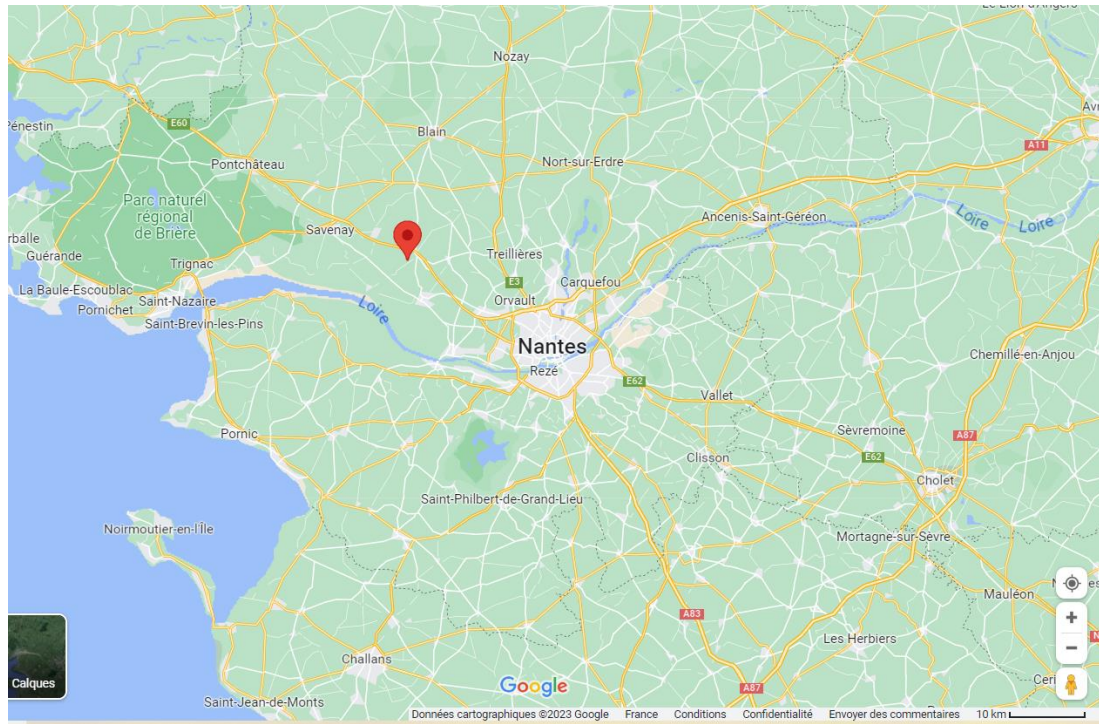 Nozay
Pénestin
E60
Blain
A11
Pontchâteau
Nort-sur-Erdre
Parc naturel
régional
de Brière
Savenay
Ancenis-Saint-Géréon
Loire
Loire
Guérande
Trignac
Treillières
La Baule-Escoublac
Saint-Nazaire
E3
Carquefou
Pornichet
Orvault
Loire
Saint-Brevin-les-Pins
Nantes
Chemillé-en-Anjou
Rezé
E62
Vallet
Pornic
Sèvremoine
A87
Clisson
E62
Cholet
Saint-Philbert-de-Grand-Lieu
Noirmoutier-en-l'Île
Mortagne-sur-Sèvre
Mauléon
A83
Les Herbiers
Challans
Calques
Google
A87
Saint-Jean-de-Monts
Données cartographiques ©2023 Google France Conditions Confidentialité Envoyer des commentaires 10 km